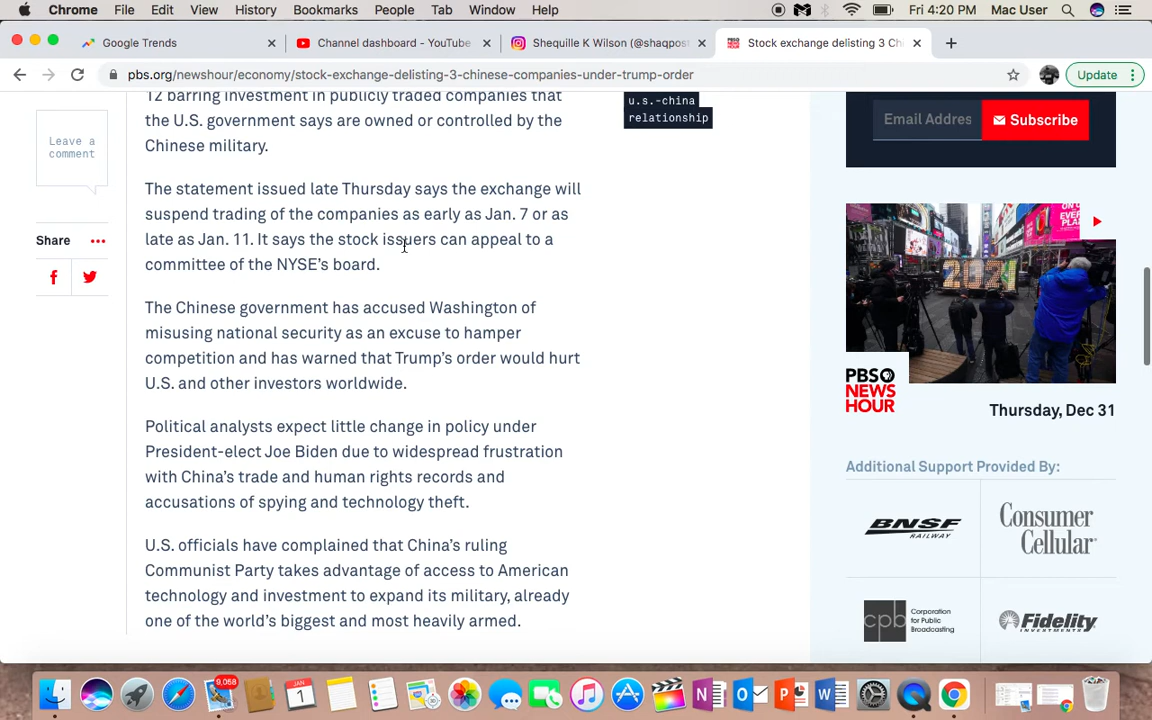 Chrome File Edit View History Bookmarks People Tab Window Help Fri 4:20 PM Mac User
Google Trends Channel dashboard - YouTube Shequille K Wilson (@shaqpost Stock exchange delisting 3 Chi
pbs.org/newshour/economy/stock-exchange-delisting-3-chinese-companies-under-trump-order Update
Leave a
comment
Share
12 barring investment in publicly traded companies that
the U.S. government says are owned or controlled by the
Chinese military.
The statement issued late Thursday says the exchange will
suspend trading of the companies as early as Jan. 7 or as
late as Jan. 11. It says the stock issuers can appeal to a
committee of the NYSE's board.
The Chinese government has accused Washington of
misusing national security as an excuse to hamper
competition and has warned that Trump's order would hurt
U.S. and other investors worldwide.
Political analysts expect little change in policy under
President-elect Joe Biden due to widespread frustration
with China's trade and human rights records and
accusations of spying and technology theft.
U.S. officials have complained that China's ruling
Communist Party takes advantage of access to American
technology and investment to expand its military, already
one of the world's biggest and most heavily armed.
u.s.-china
relationship
Email Addres Subscribe
2021
PBS
NEWS
HOUR
Thursday, Dec 31
Additional Support Provided By:
BNSF
RAILWAY
Consumer
Cellular
cpb Corporation
for Public
Broadcasting
Fidelity
INVESTMENTS
9,068
JAN
1